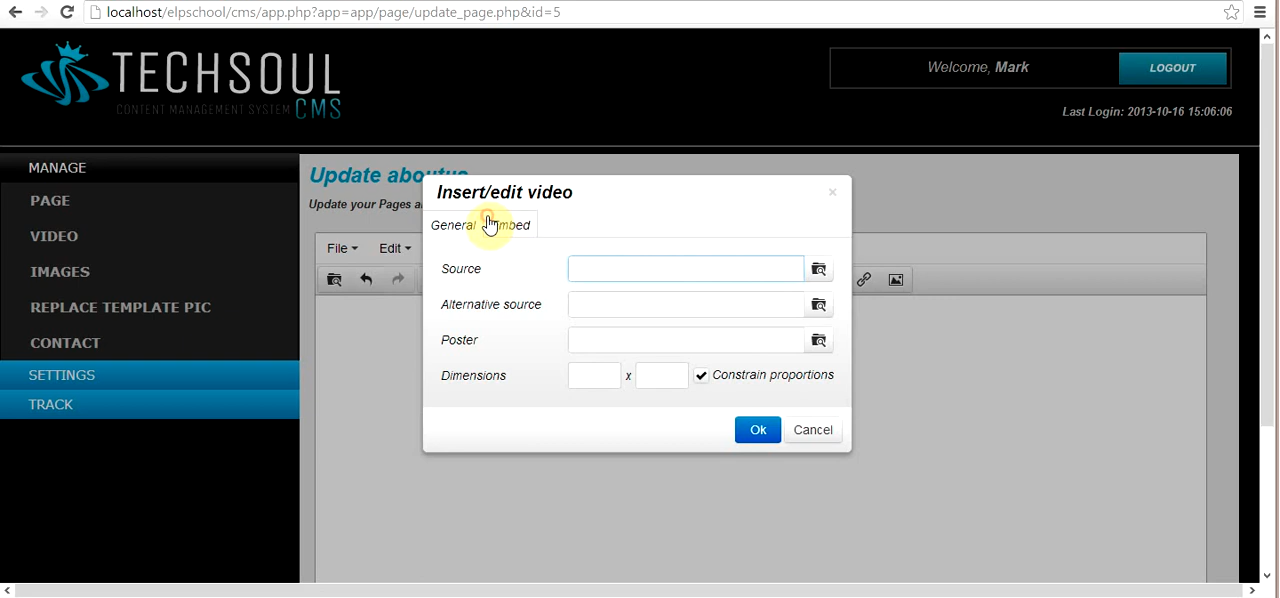 localhost/elpschool/cms/app.php?app=app/page/update_page.php&id=5
TECHSOUL
CONTENT MANAGEMENT SYSTEM CMS
Welcome, Mark
LOGOUT
Last Login: 2013-10-16 15:06:06
MANAGE
PAGE
VIDEO
IMAGES
REPLACE TEMPLATE PIC
CONTACT
SETTINGS
TRACK
Update aboutus
Update your Pages
File
Edit
Insert/edit video
×
General
Source
Alternative source
Poster
Dimensions
x
Constrain proportions
Ok
Cancel